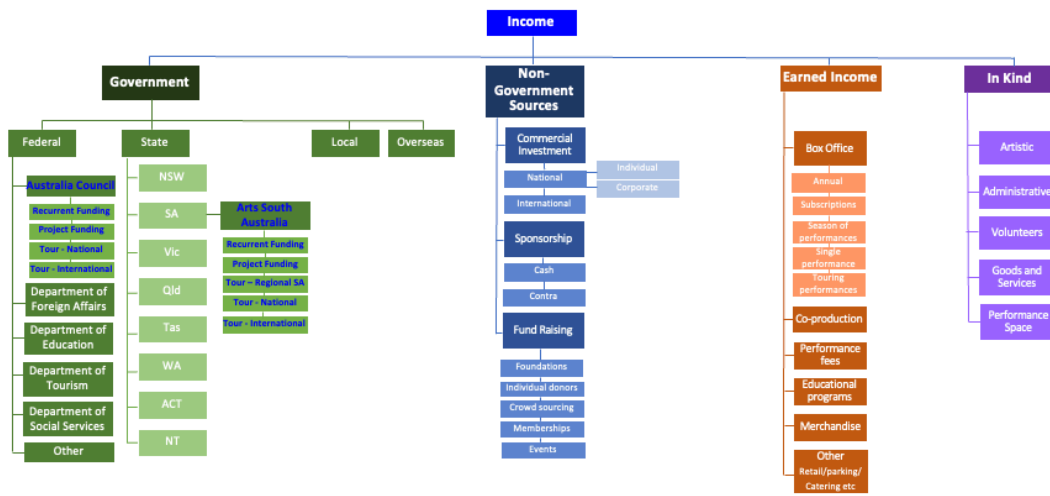 Income
Government
Federal
Australia Council
Recurrent Funding
Project Funding
Tour - National
Tour - International
Department of
Foreign Affairs
Department of
Education
Department of
Tourism
Department of
Social Services
Other
State
NSW
SA
Arts South
Australia
Recurrent Funding
Project Funding
Tour – Regional SA
Tour - National
Tour - International
Vic
Qld
Tas
WA
ACT
NT
Local
Overseas
Non-
Government
Sources
Commercial
Investment
National
Individual
Corporate
International
Sponsorship
Cash
Contra
Fund Raising
Foundations
Individual donors
Crowd sourcing
Memberships
Events
Earned Income
Box Office
Annual
Subscriptions
Season of
performances
Single
performance
Touring
performances
Co-production
Performance
fees
Educational
programs
Merchandise
Other
Retail/parking/
Catering etc
In Kind
Artistic
Administrative
Volunteers
Goods and
Services
Performance
Space